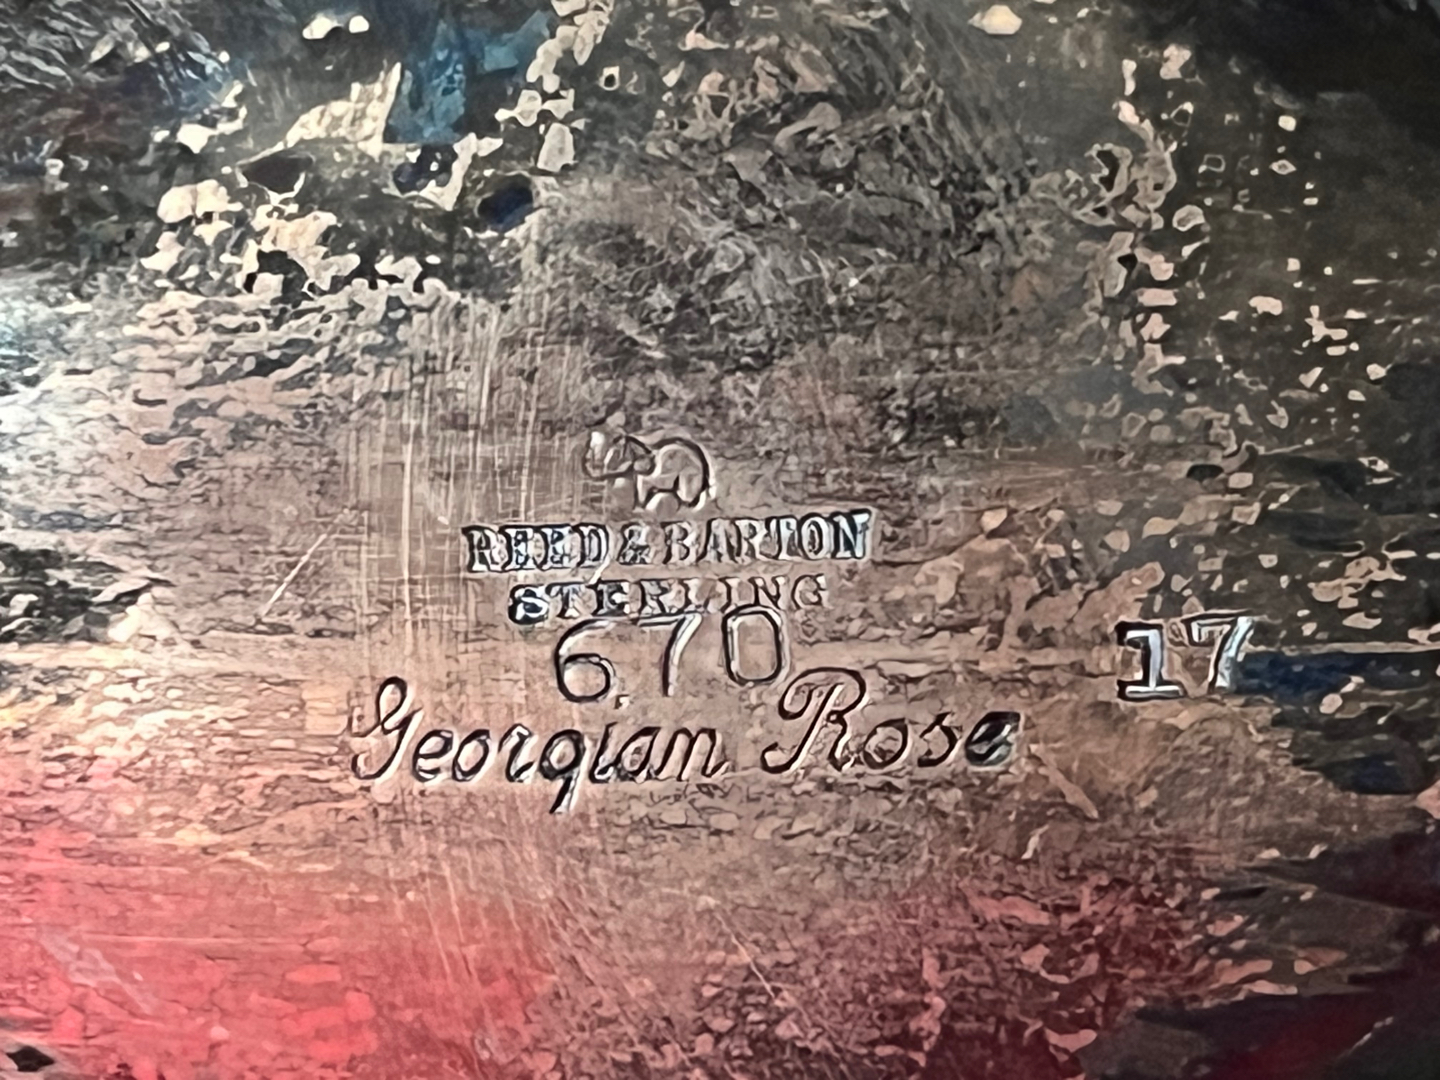 REED & BARTON
STERLING
670
17
Georgian Rose